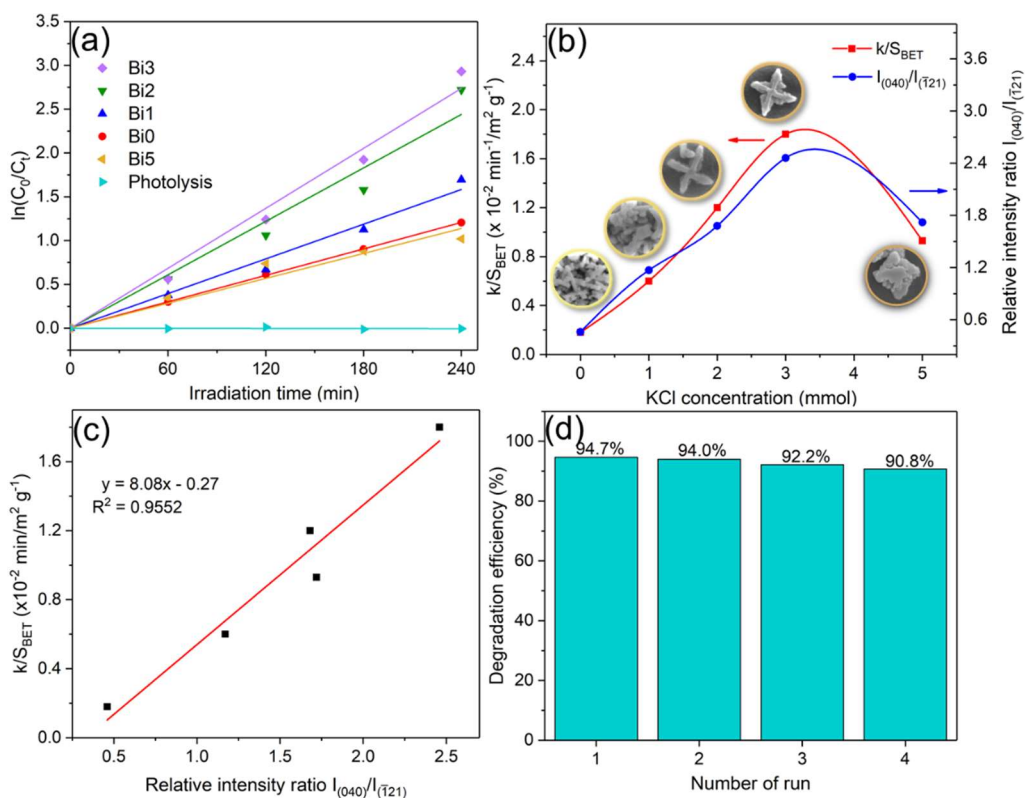 (a)
3.5
3.0
2.5
2.0
1.5
1.0
0.5
0.0
ln(C0/Ct)
Bi3
Bi2
Bi1
Bi0
Bi5
Photolysis
0 60 120 180 240
Irradiation time (min)
(b)
2.4
2.0
1.6
1.2
0.8
0.4
0.0
k/SBET (x 10-2 min-1/m2 g-1)
k/SBET
I(040)/I(1̅21)
3.6
3.0
2.4
1.8
1.2
0.6
Relative intensity ratio I(040)/I(1̅21)
0 1 2 3 4 5
KCl concentration (mmol)
(c)
1.8
1.2
0.6
0.0
k/SBET (x10-2 min/m2 g-1)
y = 8.08x - 0.27
R2 = 0.9552
0.5 1.0 1.5 2.0 2.5
Relative intensity ratio I(040)/I(1̅21)
(d)
100
80
60
40
20
0
Degradation efficiency (%)
94.7% 94.0% 92.2% 90.8%
1 2 3 4
Number of run